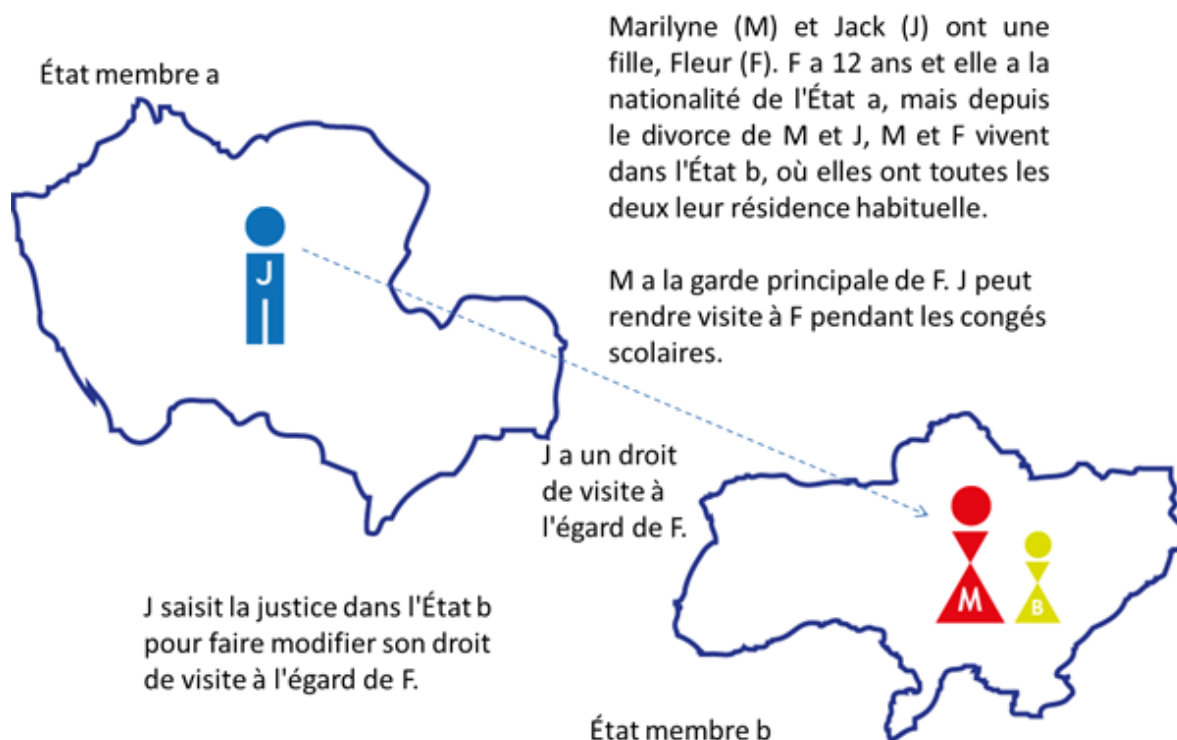 État membre a
Marilyne (M) et Jack (J) ont une
fille, Fleur (F). F a 12 ans et elle a la
nationalité de l'État a, mais depuis
le divorce de M et J, M et F vivent
dans l'État b, où elles ont toutes les
deux leur résidence habituelle.
M a la garde principale de F. J peut
rendre visite à F pendant les congés
scolaires.
J
J a un droit
de visite à
l'égard de F.
M
B
J saisit la justice dans l'État b
pour faire modifier son droit
de visite à l'égard de F.
État membre b